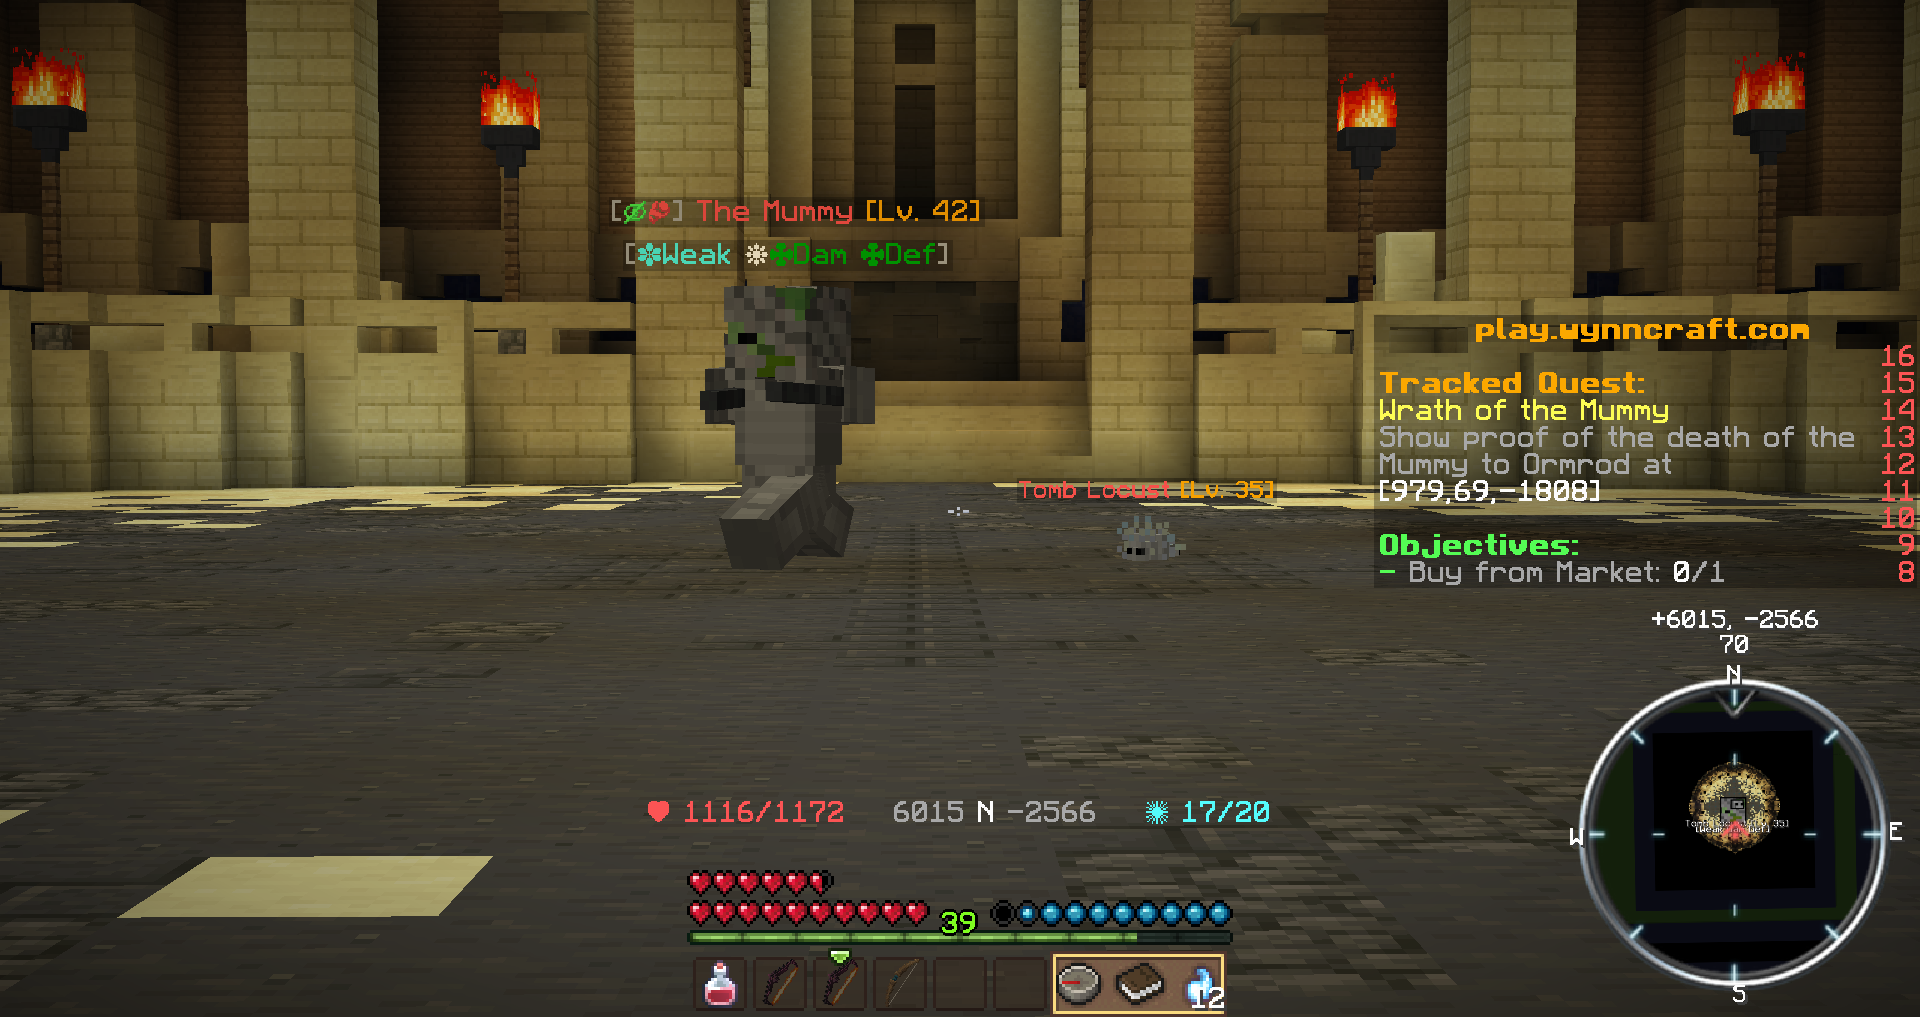 [] The Mummy [Lv. 42]
[❇Weak ✺✤Dam ✤Def]
Tomb Locust [Lv. 35]
play.wynncraft.com
16
Tracked Quest: 15
Wrath of the Mummy 14
Show proof of the death of the 13
Mummy to Ormrod at 12
[979,69,-1808] 11
10
Objectives: 9
- Buy from Market: 0/1 8
+6015, -2566
70
N
W
E
S
1116/1172 6015 N -2566 17/20
39
12